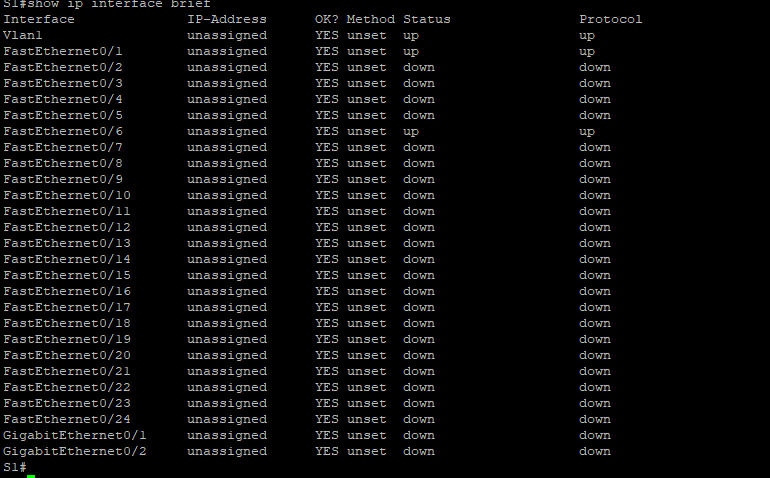 S1#show ip interface brief
Interface              IP-Address      OK? Method Status                Protocol
Vlan1                  unassigned      YES unset  up                    up
FastEthernet0/1        unassigned      YES unset  up                    up
FastEthernet0/2        unassigned      YES unset  down                  down
FastEthernet0/3        unassigned      YES unset  down                  down
FastEthernet0/4        unassigned      YES unset  down                  down
FastEthernet0/5        unassigned      YES unset  down                  down
FastEthernet0/6        unassigned      YES unset  up                    up
FastEthernet0/7        unassigned      YES unset  down                  down
FastEthernet0/8        unassigned      YES unset  down                  down
FastEthernet0/9        unassigned      YES unset  down                  down
FastEthernet0/10       unassigned      YES unset  down                  down
FastEthernet0/11       unassigned      YES unset  down                  down
FastEthernet0/12       unassigned      YES unset  down                  down
FastEthernet0/13       unassigned      YES unset  down                  down
FastEthernet0/14       unassigned      YES unset  down                  down
FastEthernet0/15       unassigned      YES unset  down                  down
FastEthernet0/16       unassigned      YES unset  down                  down
FastEthernet0/17       unassigned      YES unset  down                  down
FastEthernet0/18       unassigned      YES unset  down                  down
FastEthernet0/19       unassigned      YES unset  down                  down
FastEthernet0/20       unassigned      YES unset  down                  down
FastEthernet0/21       unassigned      YES unset  down                  down
FastEthernet0/22       unassigned      YES unset  down                  down
FastEthernet0/23       unassigned      YES unset  down                  down
FastEthernet0/24       unassigned      YES unset  down                  down
GigabitEthernet0/1     unassigned      YES unset  down                  down
GigabitEthernet0/2     unassigned      YES unset  down                  down
S1#